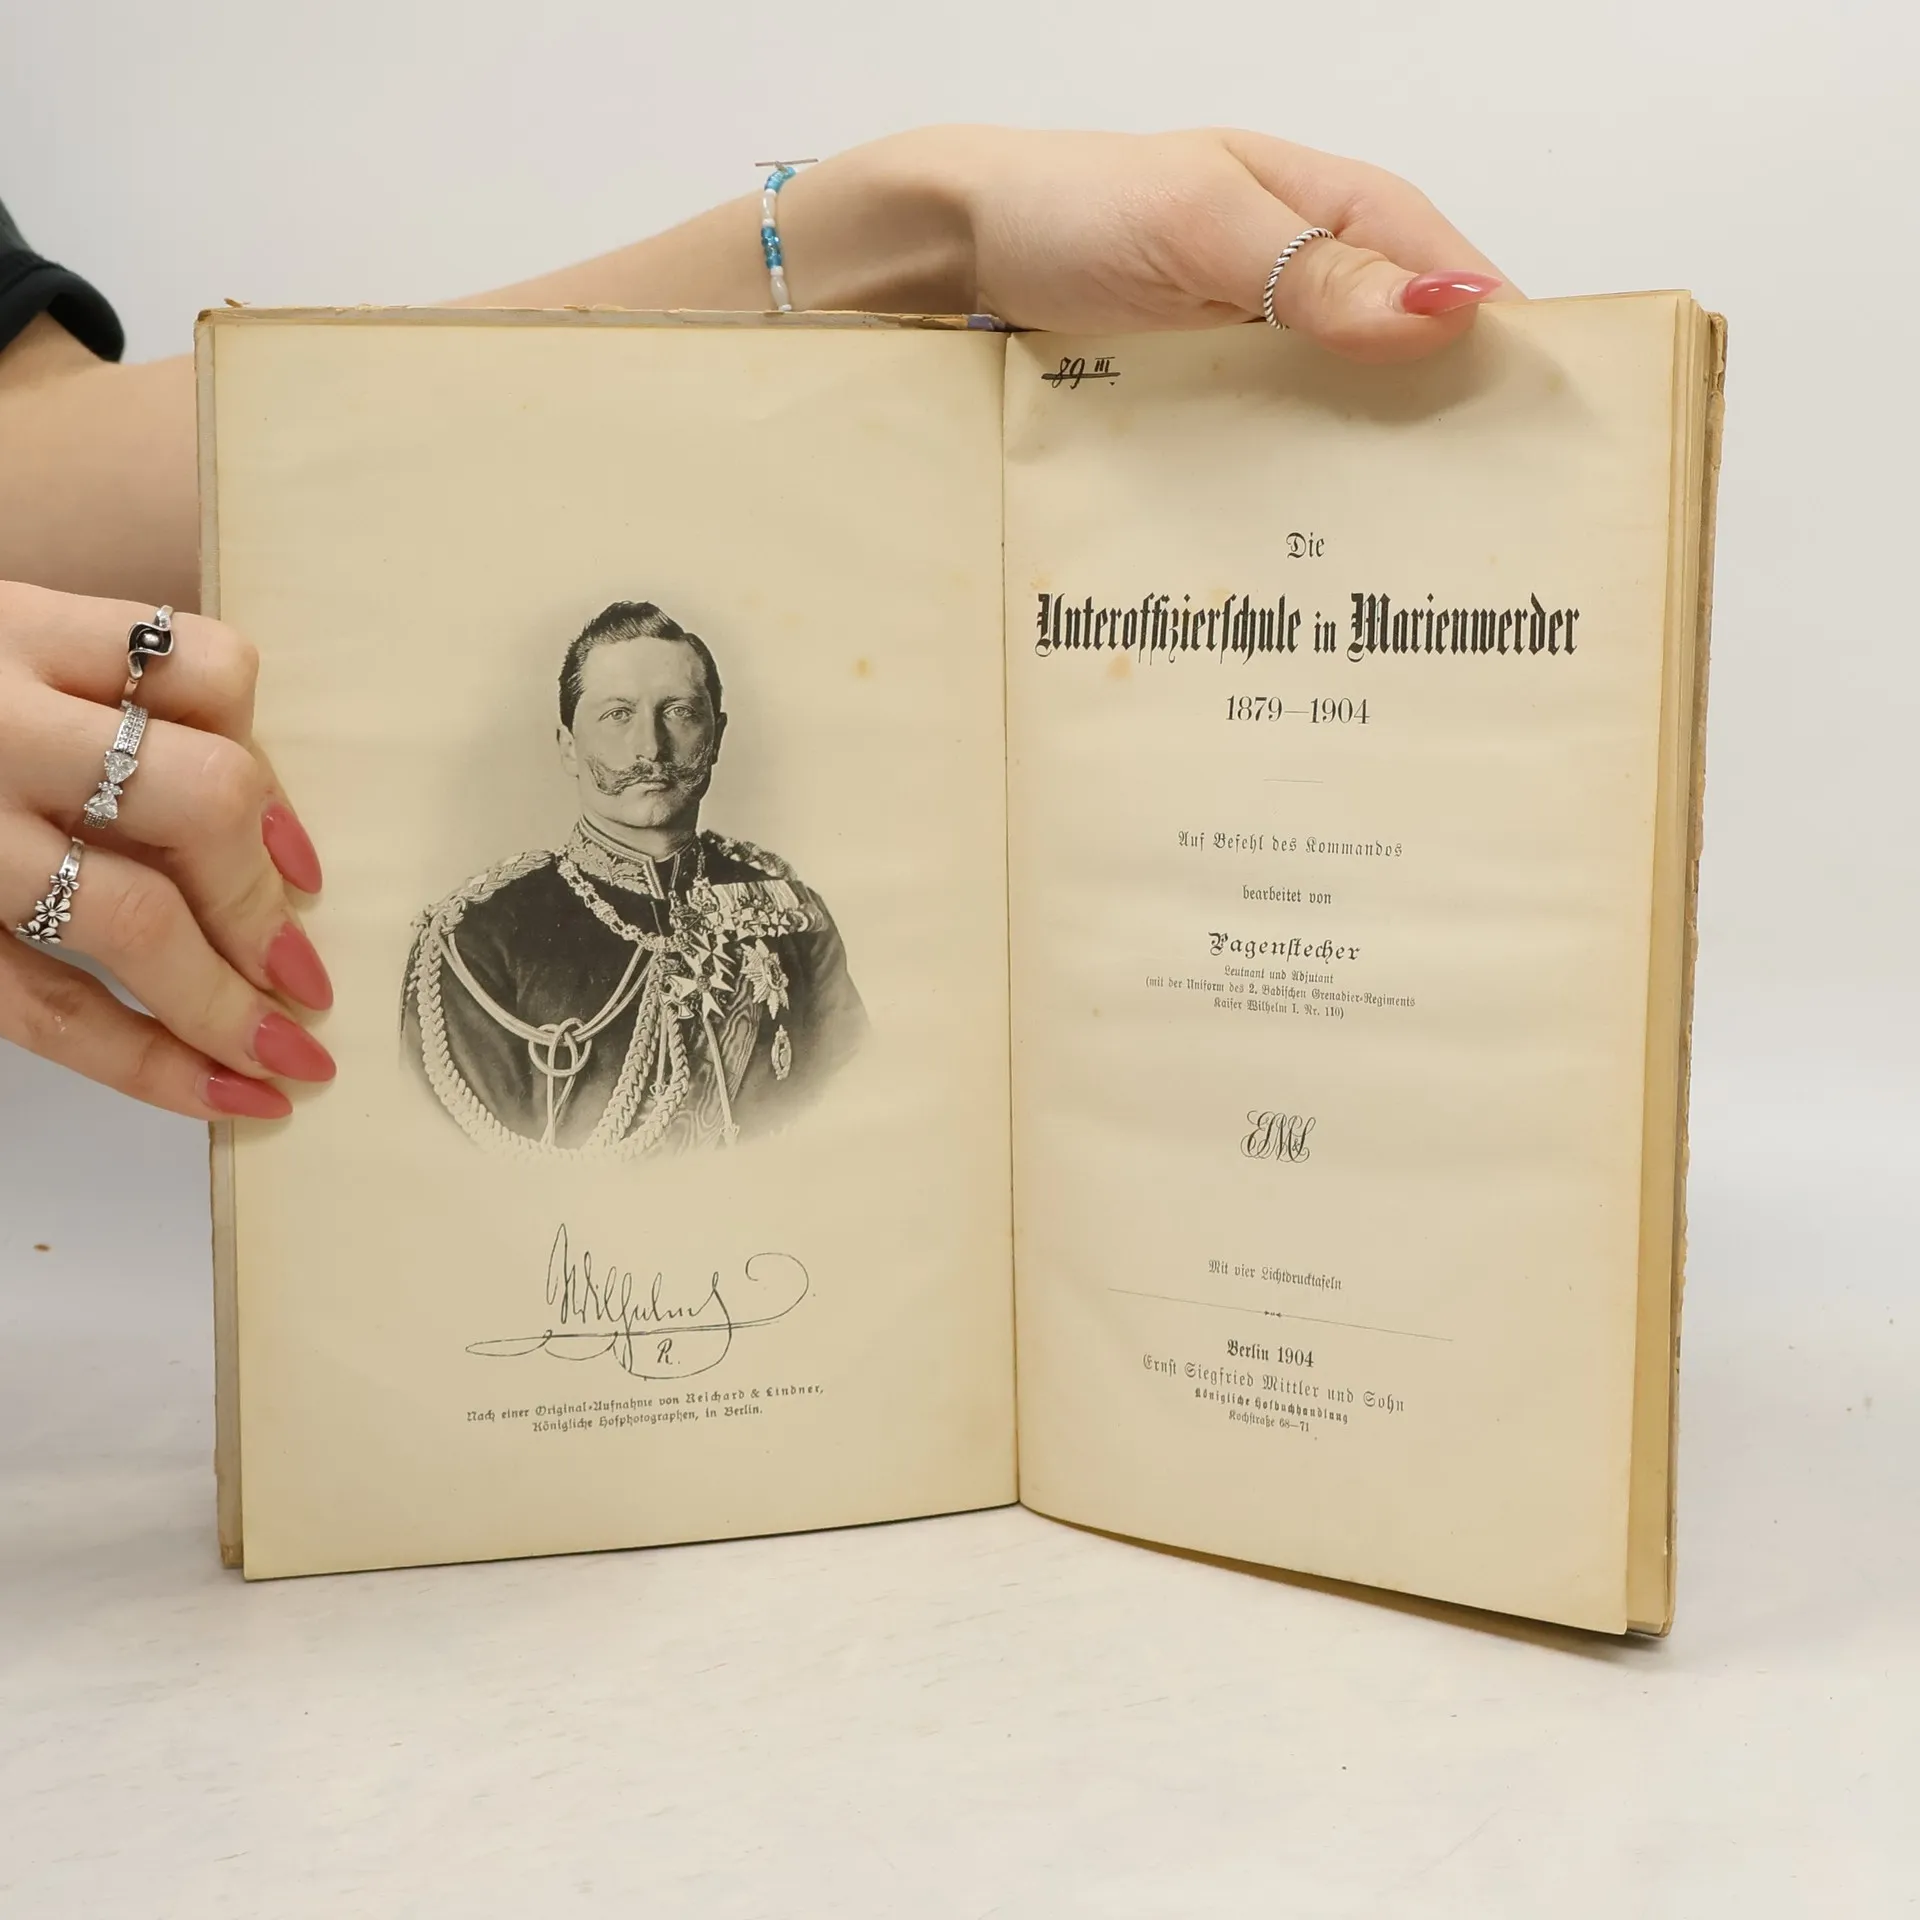 Wilhelm
R.
Nach einer Original-Aufnahme von Reichard & Lindner,
Königliche Hofphotographen, in Berlin.
89 III
Die
Unteroffizierschule in Marienwerder
1879—1904
Auf Befehl des Kommandos
bearbeitet von
Pagenstecher
Leutnant und Adjutant
(mit der Uniform des 2. Badischen Grenadier-Regiments
Kaiser Wilhelm I. Nr. 110)
Mit vier Lichtdrucktafeln
Berlin 1904
Ernst Siegfried Mittler und Sohn
Königliche Hofbuchhandlung
Kochstraße 68—71